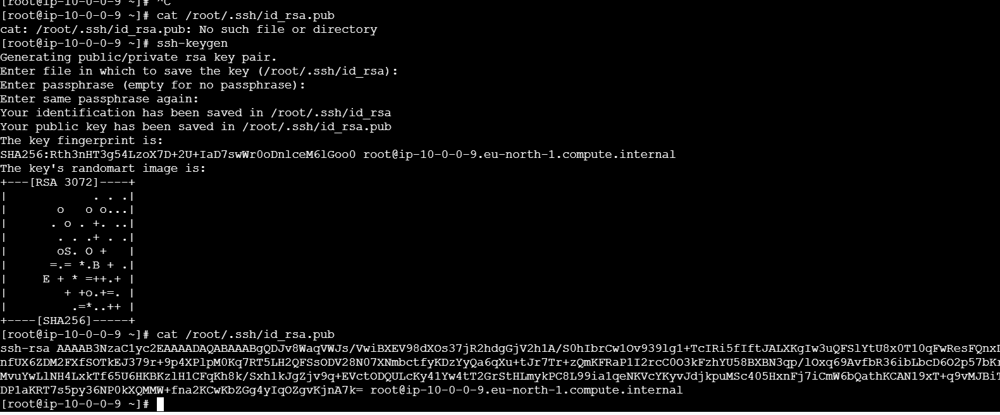 [root@ip-10-0-0-9 ~]# ^C
[root@ip-10-0-0-9 ~]# cat /root/.ssh/id_rsa.pub
cat: /root/.ssh/id_rsa.pub: No such file or directory
[root@ip-10-0-0-9 ~]# ssh-keygen
Generating public/private rsa key pair.
Enter file in which to save the key (/root/.ssh/id_rsa):
Enter passphrase (empty for no passphrase):
Enter same passphrase again:
Your identification has been saved in /root/.ssh/id_rsa
Your public key has been saved in /root/.ssh/id_rsa.pub
The key fingerprint is:
SHA256:Rth3nHT3g54LzoX7D+2U+IaD7swWr0oDnlceM6lGoo0 root@ip-10-0-0-9.eu-north-1.compute.internal
The key's randomart image is:
+---[RSA 3072]----+
|            . . .|
|       o   o o...|
|      . o . +. ..|
|       . . .+ . .|
|       oS. O +   |
|      =.= *.B + .|
|     E + * =++.+ |
|        + +o.+=. |
|         .=*..++ |
+----[SHA256]-----+
[root@ip-10-0-0-9 ~]# cat /root/.ssh/id_rsa.pub
ssh-rsa AAAAB3NzaC1yc2EAAAADAQABAAABgQDJv8WaqVWJs/VwiBXEV98dXOs37jR2hdgGjV2h1A/S0hIbrCw1Ov939lg1+TcIRi5fIftJALXKgIw3uQFSlYtU8x0T10qFwResFQnxL
nfUX6ZDM2FXfSOTkEJ379r+9p4XPlpM0Kq7RT5LH2QFSsODV28N07XNmbctfyKDzYyQa6qXu+tJr7Tr+zQmKFRaP1I2rcC0O3kFzhYU58BXBN3qp/lOxq69AvfbR36ibLbcD6O2p57bKr
MvuYwLlNH4LxkTf65U6HKBKzlH1CFqKh8k/Sxh1kJgZjv9q+EVctODQULcKy41Yw4tT2GrStHLmykPC8L99ia1qeNKVcYKyvJdjkpuMSc405HxnFj7iCmW6bQathKCAN19xT+q9vMJBiT
DP1aKRT7s5py36NP0kXQMMW+fna2KCwKbZGg4yIqOZgvKjnA7k= root@ip-10-0-0-9.eu-north-1.compute.internal
[root@ip-10-0-0-9 ~]#